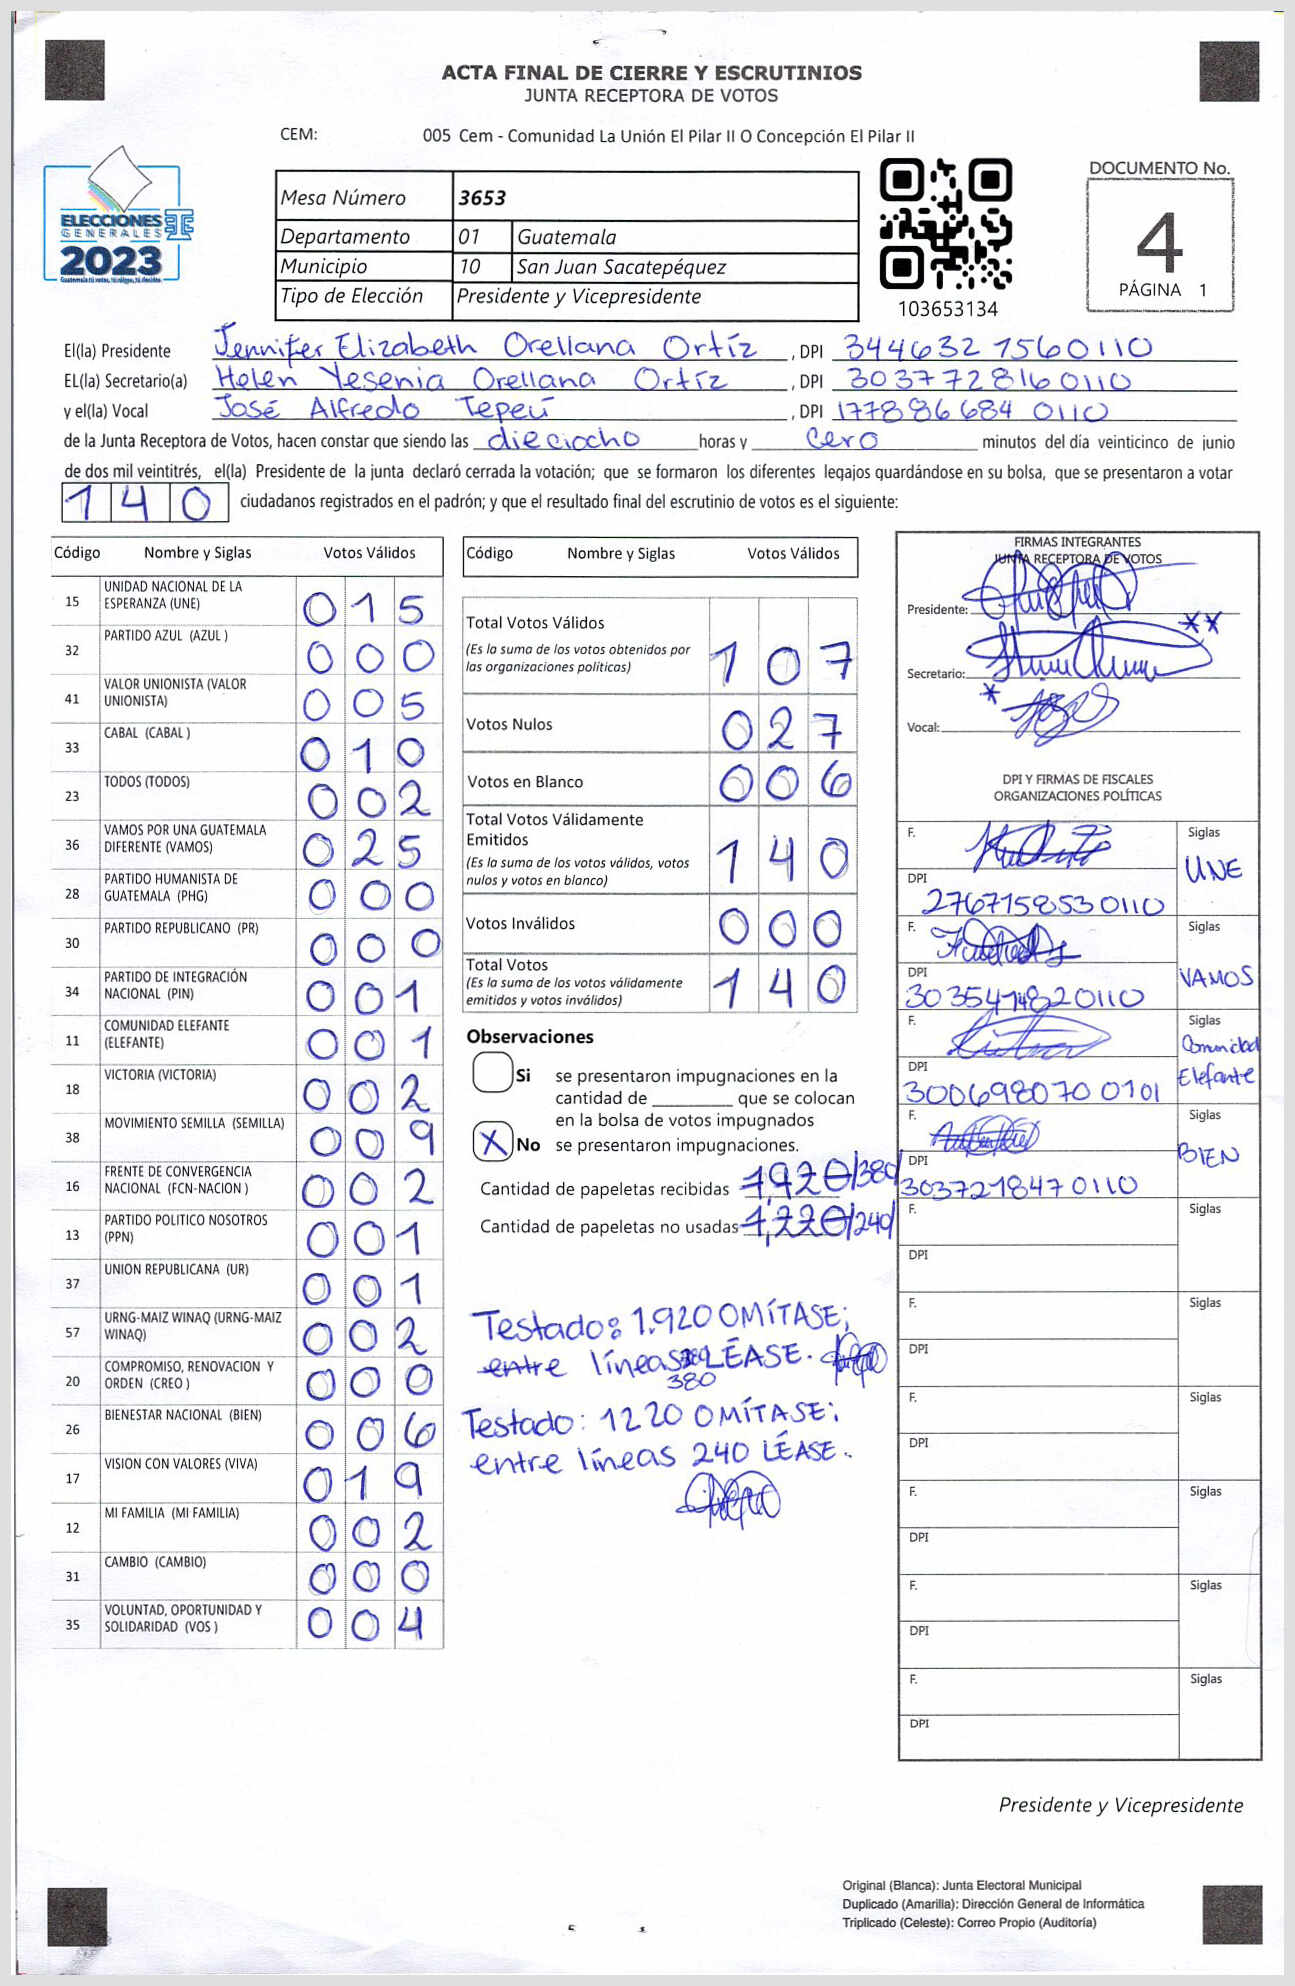 ACTA FINAL DE CIERRE Y ESCRUTINIOS
JUNTA RECEPTORA DE VOTOS
CEM: 005 Cem - Comunidad La Unión El Pilar II O Concepción El Pilar II
ELECCIONES
GENERALES
2023
Mesa Número 3653
Departamento 01 Guatemala
Municipio 10 San Juan Sacatepéquez
Tipo de Elección Presidente y Vicepresidente
103653134
DOCUMENTO No.
4
PÁGINA 1
El(la) Presidente Jennifer Elizabeth Orellana Ortíz, DPI 3446327560110
EL(la) Secretario(a) Helen Yesenia Orellana Ortíz, DPI 3037728160110
y el(la) Vocal José Alfredo Tepeú, DPI 177886684 0110
de la Junta Receptora de Votos, hacen constar que siendo las dieciocho horas y cero minutos del día veinticinco de junio
de dos mil veintitrés, el(la) Presidente de la junta declaró cerrada la votación; que se formaron los diferentes legajos guardándose en su bolsa, que se presentaron a votar
140 ciudadanos registrados en el padrón; y que el resultado final del escrutinio de votos es el siguiente:
Código Nombre y Siglas Votos Válidos
15 UNIDAD NACIONAL DE LA ESPERANZA (UNE) 015
32 PARTIDO AZUL (AZUL ) 000
41 VALOR UNIONISTA (VALOR UNIONISTA) 005
33 CABAL (CABAL ) 010
23 TODOS (TODOS) 002
36 VAMOS POR UNA GUATEMALA DIFERENTE (VAMOS) 025
28 PARTIDO HUMANISTA DE GUATEMALA (PHG) 000
30 PARTIDO REPUBLICANO (PR) 000
34 PARTIDO DE INTEGRACIÓN NACIONAL (PIN) 001
11 COMUNIDAD ELEFANTE (ELEFANTE) 001
18 VICTORIA (VICTORIA) 002
38 MOVIMIENTO SEMILLA (SEMILLA) 009
16 FRENTE DE CONVERGENCIA NACIONAL (FCN-NACION ) 002
13 PARTIDO POLITICO NOSOTROS (PPN) 001
37 UNION REPUBLICANA (UR) 001
57 URNG-MAIZ WINAQ (URNG-MAIZ WINAQ) 002
20 COMPROMISO, RENOVACION Y ORDEN (CREO ) 000
26 BIENESTAR NACIONAL (BIEN) 006
17 VISION CON VALORES (VIVA) 019
12 MI FAMILIA (MI FAMILIA) 002
31 CAMBIO (CAMBIO) 000
35 VOLUNTAD, OPORTUNIDAD Y SOLIDARIDAD (VOS ) 004
Código Nombre y Siglas Votos Válidos
Total Votos Válidos 107
(Es la suma de los votos obtenidos por
las organizaciones políticas)
Votos Nulos 027
Votos en Blanco 006
Total Votos Válidamente
Emitidos 140
(Es la suma de los votos válidos, votos
nulos y votos en blanco)
Votos Inválidos 000
Total Votos 140
(Es la suma de los votos válidamente
emitidos y votos inválidos)
Observaciones
Si se presentaron impugnaciones en la
cantidad de ________ que se colocan
en la bolsa de votos impugnados
X No se presentaron impugnaciones.
Cantidad de papeletas recibidas 1,920/380/
Cantidad de papeletas no usadas 1,220/240/
Testado: 1.920 OMÍTASE;
entre líneas LÉASE.
380
Testado: 1220 OMÍTASE;
entre líneas 240 LÉASE.
FIRMAS INTEGRANTES
JUNTA RECEPTORA DE VOTOS
Presidente:
Secretario:
Vocal:
DPI Y FIRMAS DE FISCALES
ORGANIZACIONES POLÍTICAS
F. Siglas UNE
DPI 2767158530110
F. Siglas VAMOS
DPI 3035414820110
F. Siglas Comunidad Elefante
DPI 300698070 0101
F. Siglas BIEN
DPI 3037218470110
F. Siglas
DPI
F. Siglas
DPI
F. Siglas
DPI
F. Siglas
DPI
F. Siglas
DPI
F. Siglas
DPI
Presidente y Vicepresidente
Original (Blanca): Junta Electoral Municipal
Duplicado (Amarilla): Dirección General de Informática
Triplicado (Celeste): Correo Propio (Auditoría)